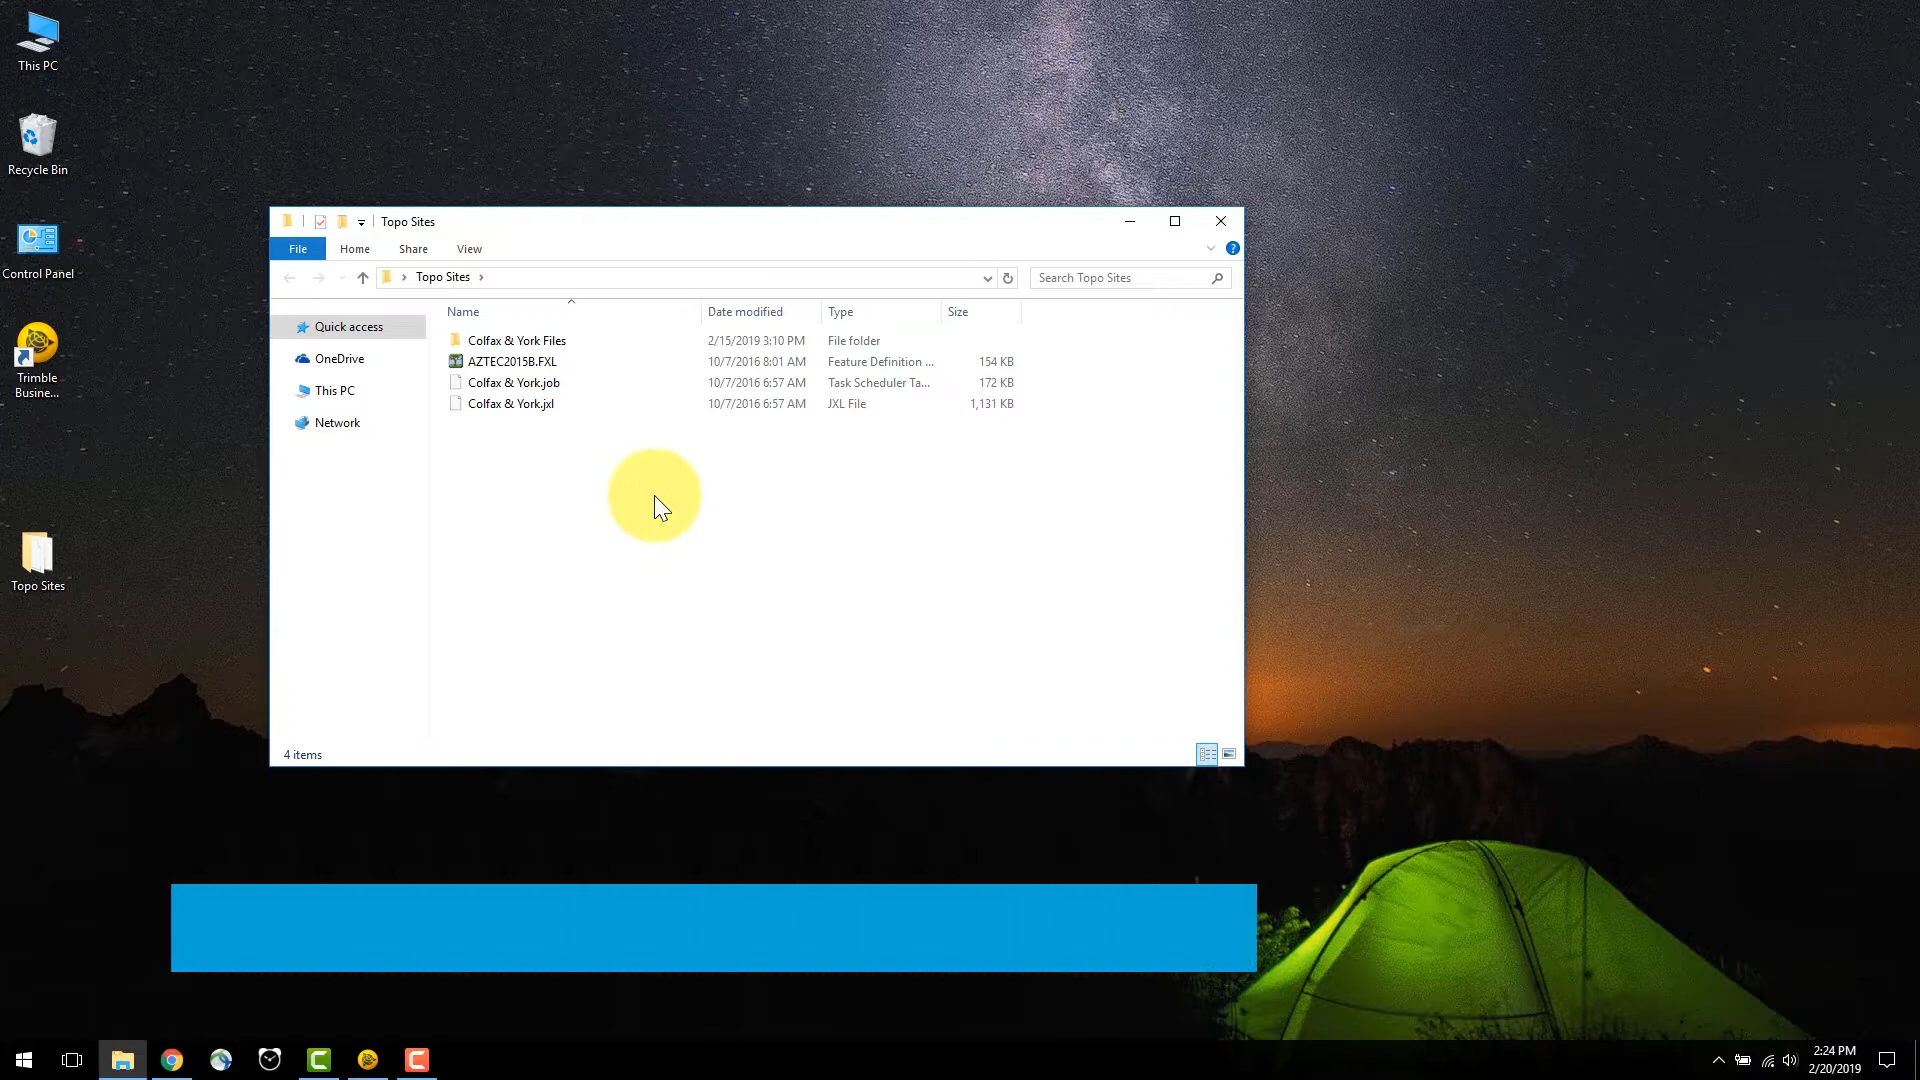 This PC
Recycle Bin
Control Panel
Trimble
Busine...
Topo Sites
Topo Sites
File Home Share View
Topo Sites
Search Topo Sites
Quick access
OneDrive
This PC
Network
Name Date modified Type Size
Colfax & York Files 2/15/2019 3:10 PM File folder
AZTEC2015B.FXL 10/7/2016 8:01 AM Feature Definition ... 154 KB
Colfax & York.job 10/7/2016 6:57 AM Task Scheduler Ta... 172 KB
Colfax & York.jxl 10/7/2016 6:57 AM JXL File 1,131 KB
4 items
2:24 PM
2/20/2019